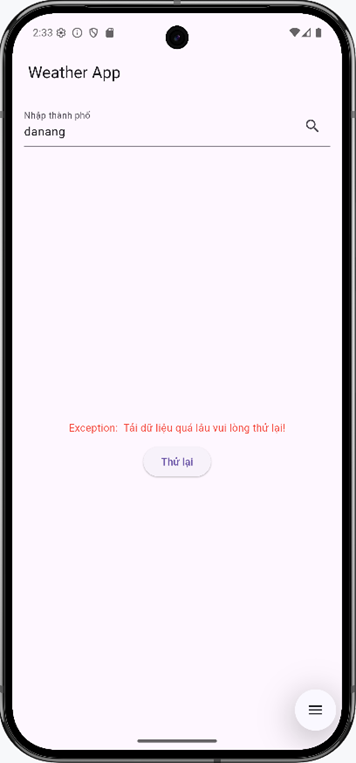 2:33
Weather App
Nhập thành phố
danang
Exception:  Tải dữ liệu quá lâu vui lòng thử lại!
Thử lại